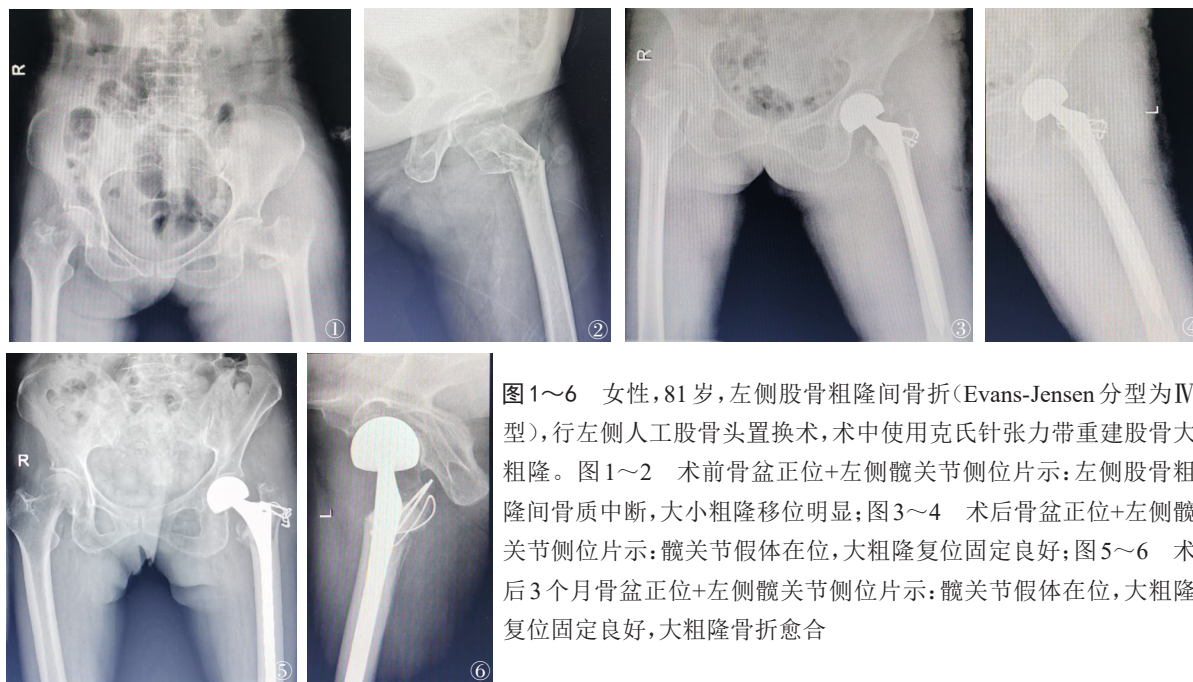 R
①
②
R
③
L
④
R
⑤
L
⑥
图1～6 女性,81岁,左侧股骨粗隆间骨折(Evans-Jensen分型为Ⅳ
型),行左侧人工股骨头置换术,术中使用克氏针张力带重建股骨大
粗隆。图1～2 术前骨盆正位+左侧髋关节侧位片示:左侧股骨粗
隆间骨质中断,大小粗隆移位明显;图3～4 术后骨盆正位+左侧髋
关节侧位片示:髋关节假体在位,大粗隆复位固定良好;图5～6 术
后3个月骨盆正位+左侧髋关节侧位片示:髋关节假体在位,大粗隆
复位固定良好,大粗隆骨折愈合